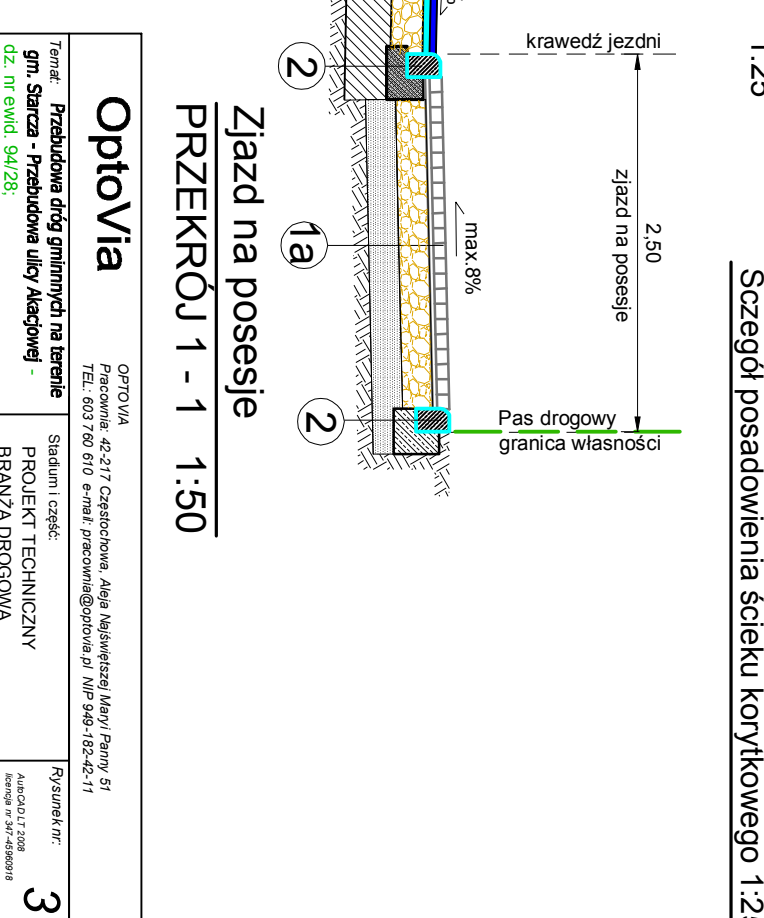 1:25
Sczegół posadowienia ścieku korytkowego 1:25
krawedź jezdni
2,50
zjazd na posesje
max.8%
Pas drogowy
granica własności
2
1a
2
Zjazd na posesje
PRZEKRÓJ 1 - 1 1:50
OptoVia
OPTOVIA
Pracownia: 42-217 Częstochowa, Aleja Najświętszej Maryi Panny 51
TEL.: 603 760 610 e-mail: pracownia@optovia.pl NIP 949-182-42-11
Temat: Przebudowa dróg gminnnych na terenie
gm. Starcza - Przebudowa ulicy Akacjowej -
dz. nr ewid. 94/28;
Stadium i część:
PROJEKT TECHNICZNY
BRANŻA DROGOWA
Rysunek nr:
3
AutoCAD LT 2008
licencja nr 347-45960918